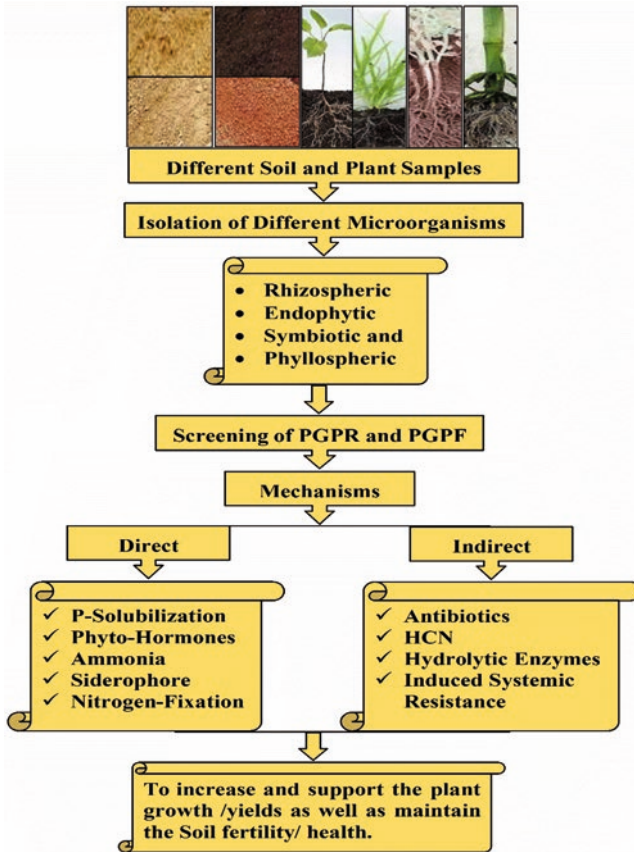 Different Soil and Plant Samples
Isolation of Different Microorganisms
• Rhizospheric
• Endophytic
• Symbiotic and
• Phyllospheric
Screening of PGPR and PGPF
Mechanisms
Direct
✓ P-Solubilization
✓ Phyto-Hormones
✓ Ammonia
✓ Siderophore
✓ Nitrogen-Fixation
Indirect
✓ Antibiotics
✓ HCN
✓ Hydrolytic Enzymes
✓ Induced Systemic
Resistance
To increase and support the plant
growth /yields as well as maintain
the Soil fertility/ health.